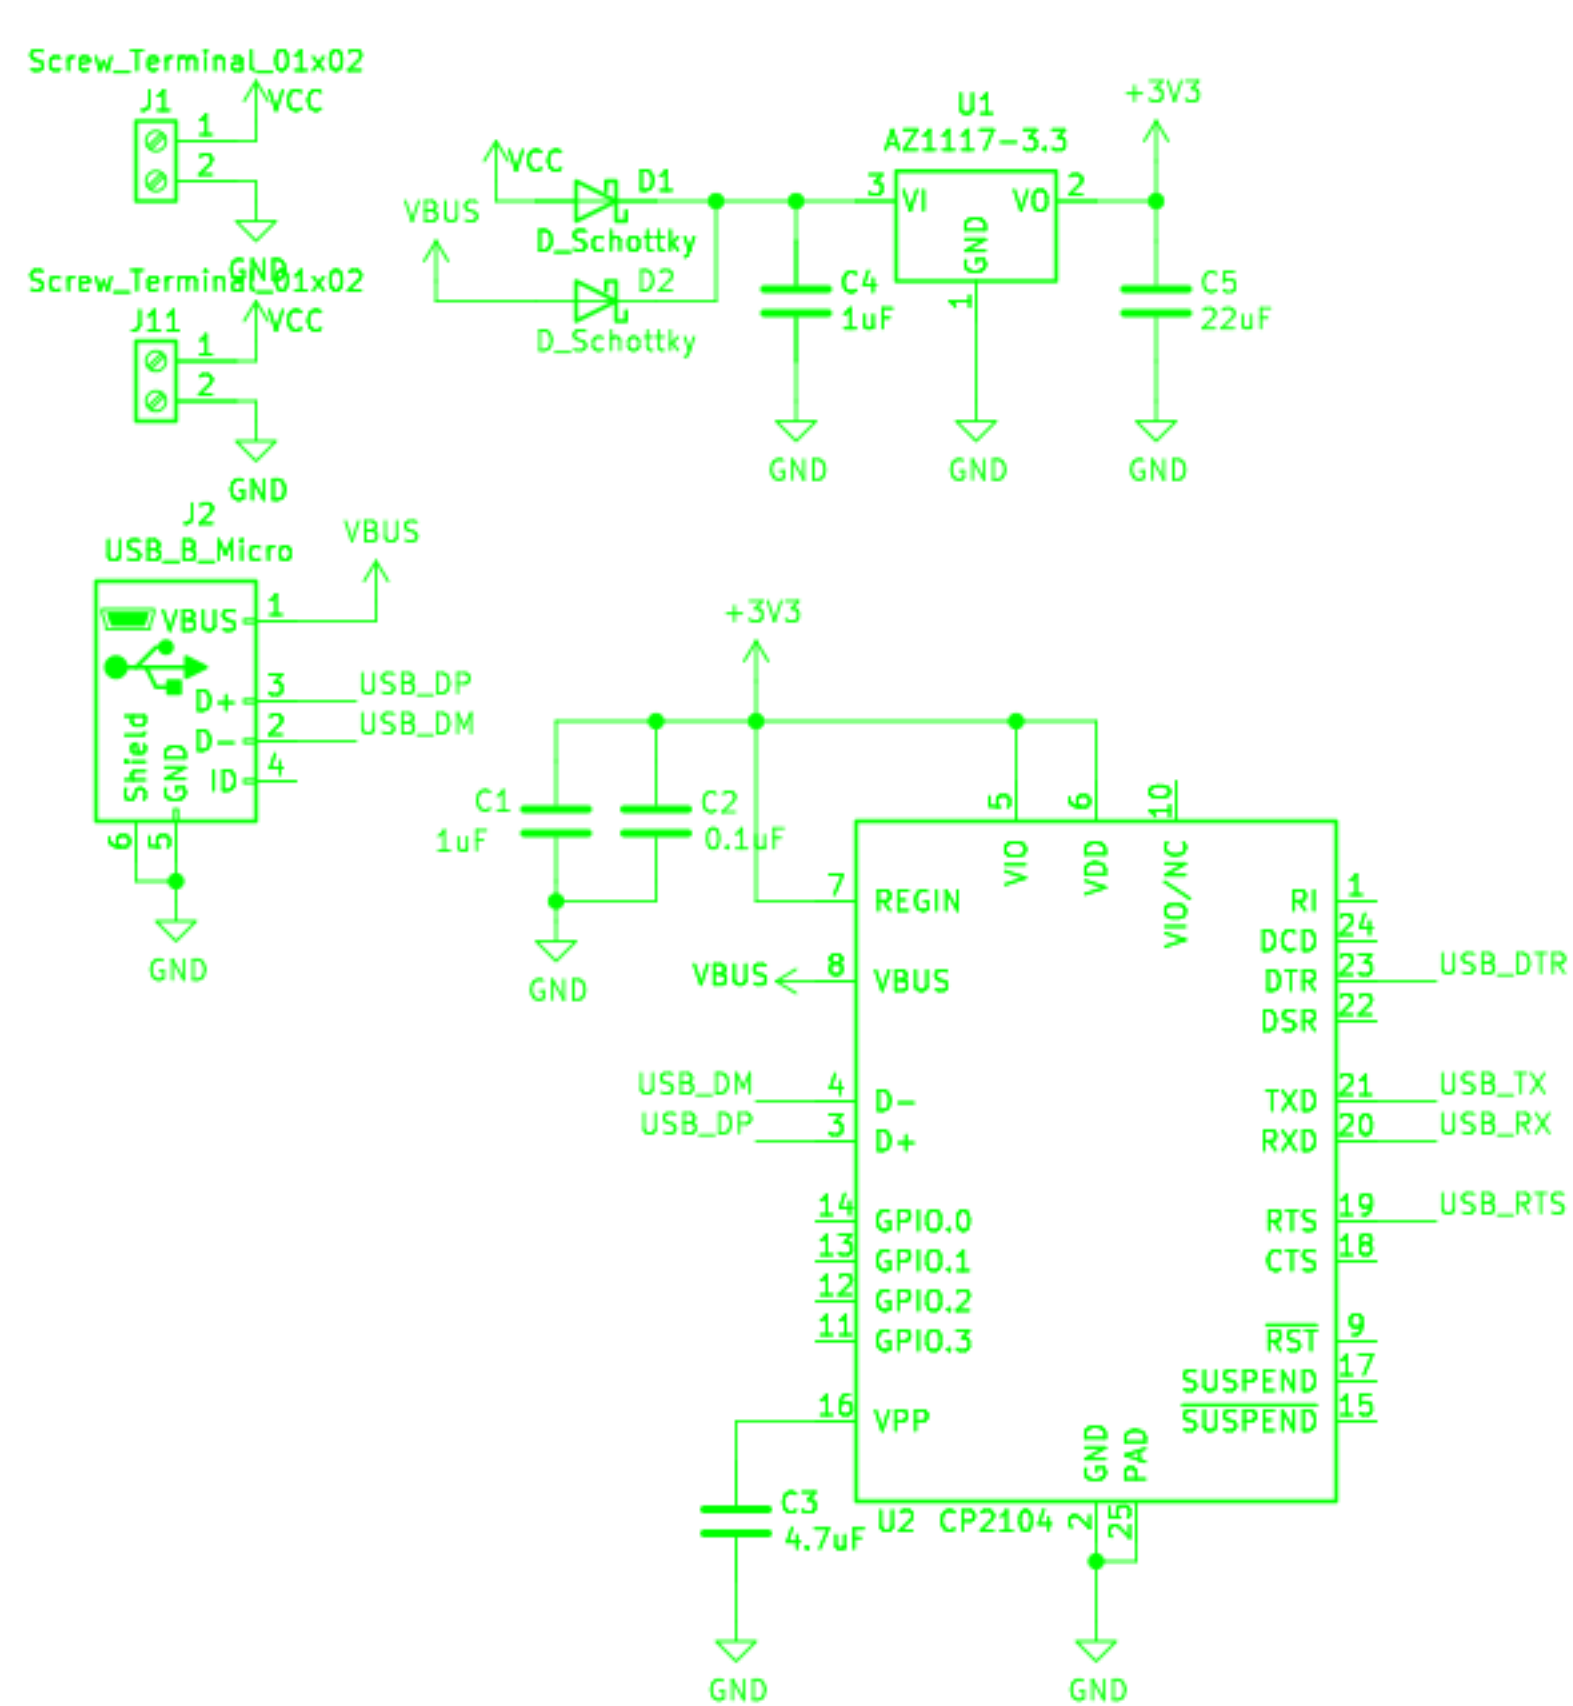 Screw_Terminal_01x02
J1
VCC
1
2
GND
Screw_Terminal_01x02
J11
VCC
1
2
GND
J2
USB_B_Micro
VBUS
VBUS
1
D+
3
USB_DP
D-
2
USB_DM
ID
4
Shield
GND
6
5
GND
VCC
VBUS
D1
D_Schottky
D2
D_Schottky
C4
1uF
GND
U1
AZ1117-3.3
3
VI
VO
2
GND
1
GND
+3V3
C5
22uF
GND
+3V3
C1
1uF
C2
0.1uF
GND
5
6
10
VIO
VDD
VIO/NC
7
REGIN
VBUS
8
VBUS
USB_DM
4
D-
USB_DP
3
D+
14
GPIO.0
13
GPIO.1
12
GPIO.2
11
GPIO.3
16
VPP
C3
4.7uF
GND
RI
1
DCD
24
DTR
23
USB_DTR
DSR
22
TXD
21
USB_TX
RXD
20
USB_RX
RTS
19
USB_RTS
CTS
18
RST
9
SUSPEND
17
SUSPEND
15
GND
PAD
U2
CP2104
2
25
GND